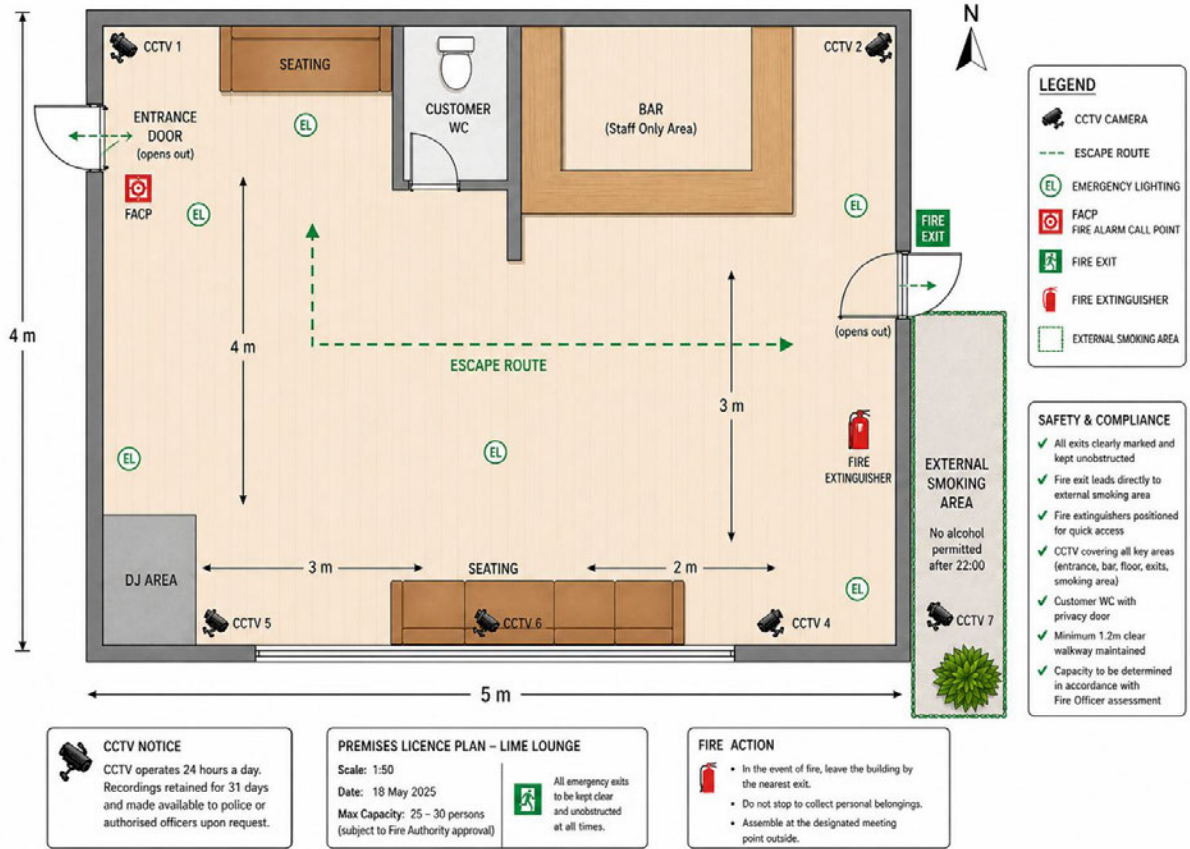 N
CCTV 1
SEATING
CUSTOMER
WC
BAR
(Staff Only Area)
CCTV 2
ENTRANCE
DOOR
(opens out)
EL
FACP
EL
EL
FIRE
EXIT
4 m
4 m
ESCAPE ROUTE
(opens out)
3 m
EL
EL
FIRE
EXTINGUISHER
EXTERNAL
SMOKING
AREA
No alcohol
permitted
after 22:00
DJ AREA
3 m
SEATING
2 m
EL
CCTV 5
CCTV 6
CCTV 4
CCTV 7
5 m
LEGEND
CCTV CAMERA
ESCAPE ROUTE
EL EMERGENCY LIGHTING
FACP
FIRE ALARM CALL POINT
FIRE EXIT
FIRE EXTINGUISHER
EXTERNAL SMOKING AREA
SAFETY & COMPLIANCE
✓ All exits clearly marked and
kept unobstructed
✓ Fire exit leads directly to
external smoking area
✓ Fire extinguishers positioned
for quick access
✓ CCTV covering all key areas
(entrance, bar, floor, exits,
smoking area)
✓ Customer WC with
privacy door
✓ Minimum 1.2m clear
walkway maintained
✓ Capacity to be determined
in accordance with
Fire Officer assessment
CCTV NOTICE
CCTV operates 24 hours a day.
Recordings retained for 31 days
and made available to police or
authorised officers upon request.
PREMISES LICENCE PLAN – LIME LOUNGE
Scale: 1:50
Date: 18 May 2025
Max Capacity: 25 – 30 persons
(subject to Fire Authority approval)
All emergency exits
to be kept clear
and unobstructed
at all times.
FIRE ACTION
• In the event of fire, leave the building by
the nearest exit.
• Do not stop to collect personal belongings.
• Assemble at the designated meeting
point outside.